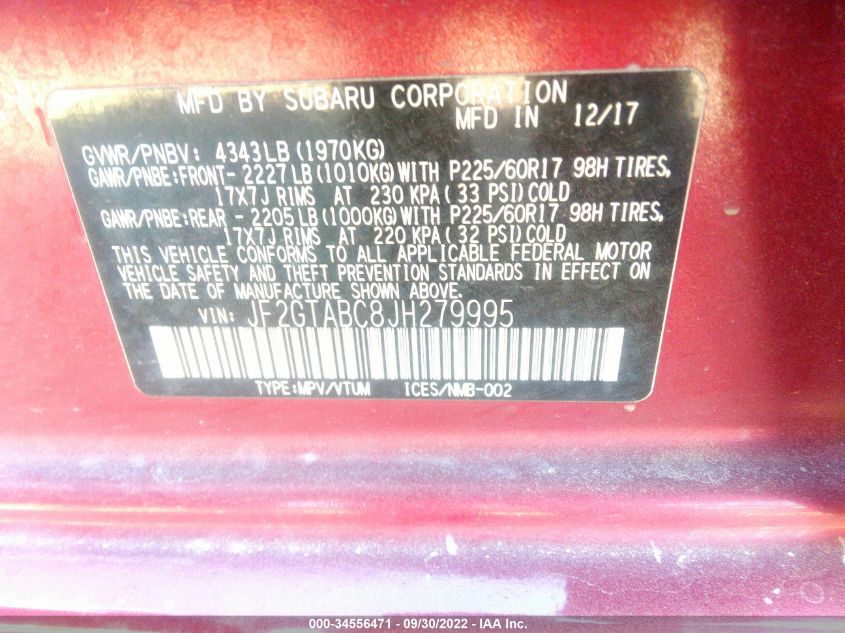 MFD BY SUBARU CORPORATION
MFD IN 12/17
GVWR/PNBV: 4343LB (1970KG)
GAWR/PNBE:FRONT- 2227 LB (1010KG) WITH P225/60R17 98H TIRES,
17X7J RIMS AT 230 KPA ( 33 PSI) COLD
GAWR/PNBE:REAR - 2205 LB (1000KG) WITH P225/60R17 98H TIRES,
17X7J RIMS AT 220 KPA ( 32 PSI) COLD
THIS VEHICLE CONFORMS TO ALL APPLICABLE FEDERAL MOTOR
VEHICLE SAFETY AND THEFT PREVENTION STANDARDS IN EFFECT ON
THE DATE OF MANUFACTURE SHOWN ABOVE.
VIN: JF2GTABC8JH279995
TYPE:MPV/VTUM ICES/NMB-002
000-34556471 - 09/30/2022 - IAA Inc.